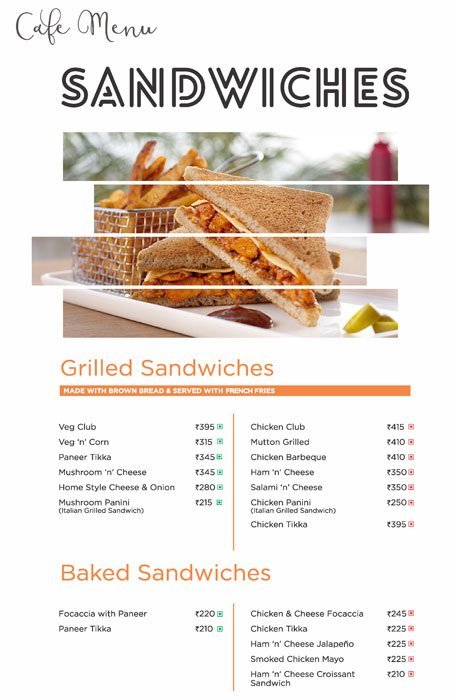 Cafe Menu
SANDWICHES
Grilled Sandwiches
MADE WITH BROWN BREAD & SERVED WITH FRENCH FRIES
Veg Club ₹395
Veg 'n' Corn ₹315
Paneer Tikka ₹345
Mushroom 'n' Cheese ₹345
Home Style Cheese & Onion ₹280
Mushroom Panini ₹215
(Italian Grilled Sandwich)
Chicken Club ₹415
Mutton Grilled ₹410
Chicken Barbeque ₹410
Ham 'n' Cheese ₹350
Salami 'n' Cheese ₹350
Chicken Panini ₹250
(Italian Grilled Sandwich)
Chicken Tikka ₹395
Baked Sandwiches
Focaccia with Paneer ₹220
Paneer Tikka ₹210
Chicken & Cheese Focaccia ₹245
Chicken Tikka ₹225
Ham 'n' Cheese Jalapeño ₹225
Smoked Chicken Mayo ₹225
Ham 'n' Cheese Croissant ₹210
Sandwich